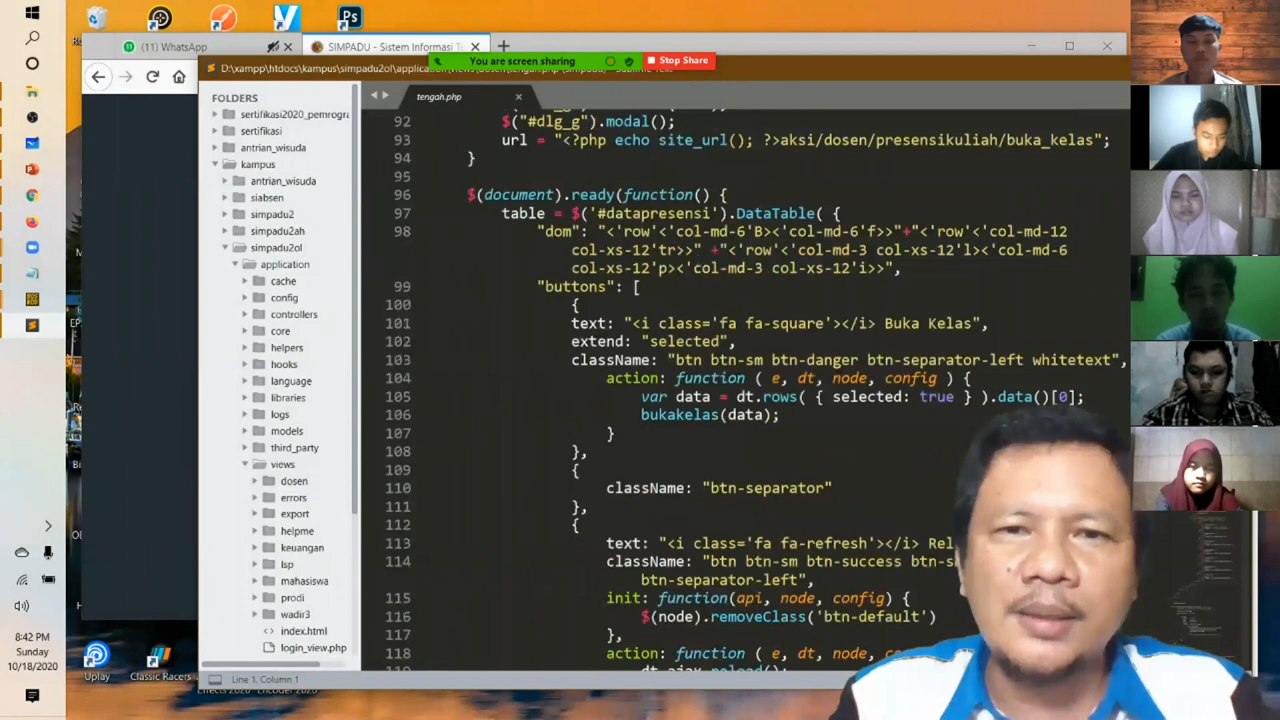 Ps
(11) WhatsApp
SIMPADU - Sistem Informasi T
You are screen sharing
Stop Share
D:\xampp\htdocs\kampus\simpadu2ol\application
FOLDERS
sertifikasi2020_pemrogra
sertifikasi
antrian_wisuda
kampus
antrian_wisuda
siabsen
simpadu2
simpadu2ah
simpadu2ol
application
cache
config
controllers
core
helpers
hooks
language
libraries
logs
models
third_party
views
dosen
errors
export
helpme
keuangan
lsp
mahasiswa
prodi
wadir3
index.html
login_view.php
tengah.php
92 $("#dlg_g").modal();
93 url = "<?php echo site_url(); ?>aksi/dosen/presensikuliah/buka_kelas";
94 }
95
96 $(document).ready(function() {
97 table = $('#datapresensi').DataTable( {
98 "dom": "<'row'<'col-md-6'B><'col-md-6'f>>"+"<'row'<'col-md-12
col-xs-12'tr>>" +"<'row'<'col-md-3 col-xs-12'l><'col-md-6
col-xs-12'p><'col-md-3 col-xs-12'i>>",
99 "buttons": [
100 {
101 text: "<i class='fa fa-square'></i> Buka Kelas",
102 extend: "selected",
103 className: "btn btn-sm btn-danger btn-separator-left whitetext",
104 action: function ( e, dt, node, config ) {
105 var data = dt.rows( { selected: true } ).data()[0];
106 bukakelas(data);
107 }
108 },
109 {
110 className: "btn-separator"
111 },
112 {
113 text: "<i class='fa fa-refresh'></i> Rel
114 className: "btn btn-sm btn-success btn-s
btn-separator-left",
115 init: function(api, node, config) {
116 $(node).removeClass('btn-default')
117 },
118 action: function ( e, dt, node, co
dt.ajax.reload();
Line 1, Column 1
8:42 PM
Sunday
10/18/2020
Uplay
Classic Racers